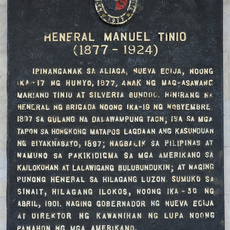 HENERAL MANUEL TINIO
(1877 - 1924)
IPINANGANAK SA ALIAGA, NUEVA ECIJA, NOONG
IKA-17 NG HUNYO, 1877, ANAK NG MAG-ASAWANG
MARIANO TINIO AT SILVERIA BUNDOC. HINIRANG NA
HENERAL NG BRIGADA NOONG IKA-19 NG NOBYEMBRE,
1897 SA GULANG NA DALAWAMPUNG TAON; ISA SA MGA
TAPON SA HONGKONG MATAPOS LAGDAAN ANG KASUNDUAN
NG BIYAKNABATO, 1897; NAGBALIK SA PILIPINAS AT
NAMUNO SA PAKIKIDIGMA SA MGA AMERIKANO SA
KAILOKOHAN AT LALAWIGANG BULUBUNDUKIN; AT NAGING
PUNONG HENERAL SA HILAGANG LUZON. SUMUKO SA
SINAIT, HILAGANG ILOKOS, NOONG IKA-30 NG
ABRIL, 1901. NAGING GOBERNADOR NG NUEVA ECIJA
AT DIREKTOR NG KAWANIHAN NG LUPA NOONG
PANAHON NG MGA AMERIKANO.